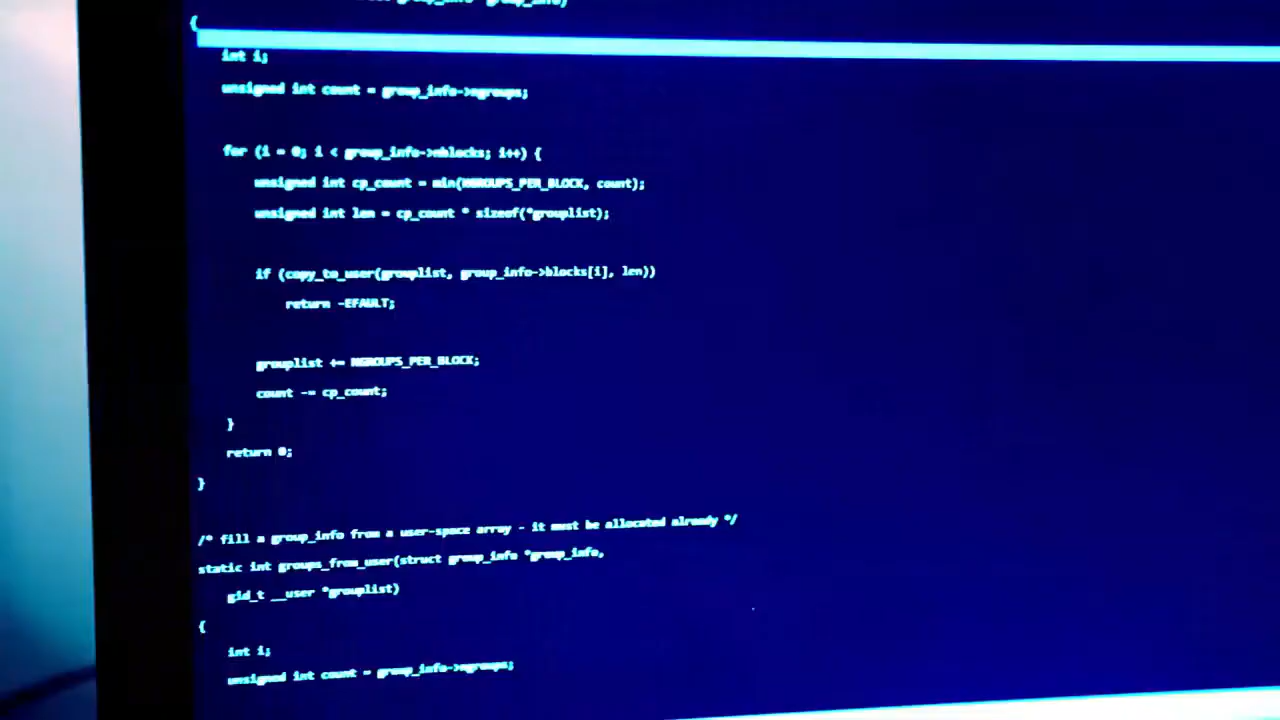 group_info *group_info)
{
int i;
unsigned int count = group_info->ngroups;
for (i = 0; i < group_info->nblocks; i++) {
unsigned int cp_count = min(NGROUPS_PER_BLOCK, count);
unsigned int len = cp_count * sizeof(*grouplist);
if (copy_to_user(grouplist, group_info->blocks[i], len))
return -EFAULT;
grouplist += NGROUPS_PER_BLOCK;
count -= cp_count;
}
return 0;
}
/* fill a group_info from a user-space array - it must be allocated already */
static int groups_from_user(struct group_info *group_info,
gid_t __user *grouplist)
{
int i;
unsigned int count = group_info->ngroups;